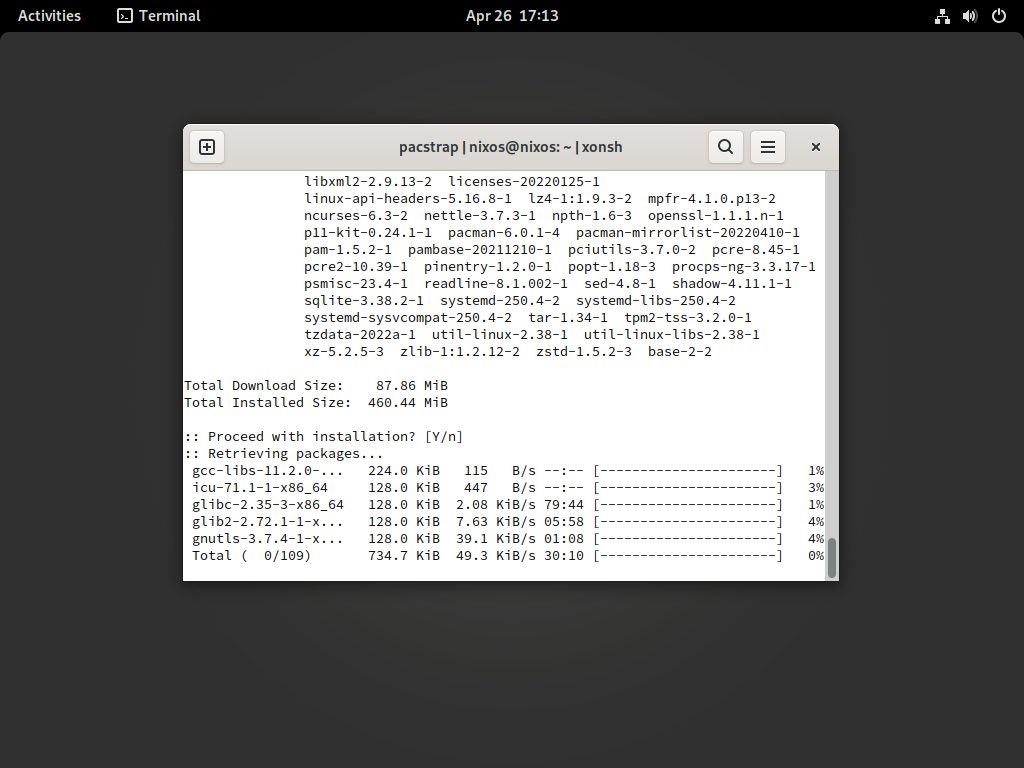 Activities Terminal Apr 26 17:13
pacstrap | nixos@nixos: ~ | xonsh
libxml2-2.9.13-2 licenses-20220125-1
linux-api-headers-5.16.8-1 lz4-1:1.9.3-2 mpfr-4.1.0.p13-2
ncurses-6.3-2 nettle-3.7.3-1 npth-1.6-3 openssl-1.1.1.n-1
p11-kit-0.24.1-1 pacman-6.0.1-4 pacman-mirrorlist-20220410-1
pam-1.5.2-1 pambase-20211210-1 pciutils-3.7.0-2 pcre-8.45-1
pcre2-10.39-1 pinentry-1.2.0-1 popt-1.18-3 procps-ng-3.3.17-1
psmisc-23.4-1 readline-8.1.002-1 sed-4.8-1 shadow-4.11.1-1
sqlite-3.38.2-1 systemd-250.4-2 systemd-libs-250.4-2
systemd-sysvcompat-250.4-2 tar-1.34-1 tpm2-tss-3.2.0-1
tzdata-2022a-1 util-linux-2.38-1 util-linux-libs-2.38-1
xz-5.2.5-3 zlib-1:1.2.12-2 zstd-1.5.2-3 base-2-2
Total Download Size: 87.86 MiB
Total Installed Size: 460.44 MiB
:: Proceed with installation? [Y/n]
:: Retrieving packages...
gcc-libs-11.2.0-... 224.0 KiB 115 B/s --:-- [----------------------] 1%
icu-71.1-1-x86_64 128.0 KiB 447 B/s --:-- [----------------------] 3%
glibc-2.35-3-x86_64 128.0 KiB 2.08 KiB/s 79:44 [----------------------] 1%
glib2-2.72.1-1-x... 128.0 KiB 7.63 KiB/s 05:58 [----------------------] 4%
gnutls-3.7.4-1-x... 128.0 KiB 39.1 KiB/s 01:08 [----------------------] 4%
Total ( 0/109) 734.7 KiB 49.3 KiB/s 30:10 [----------------------] 0%